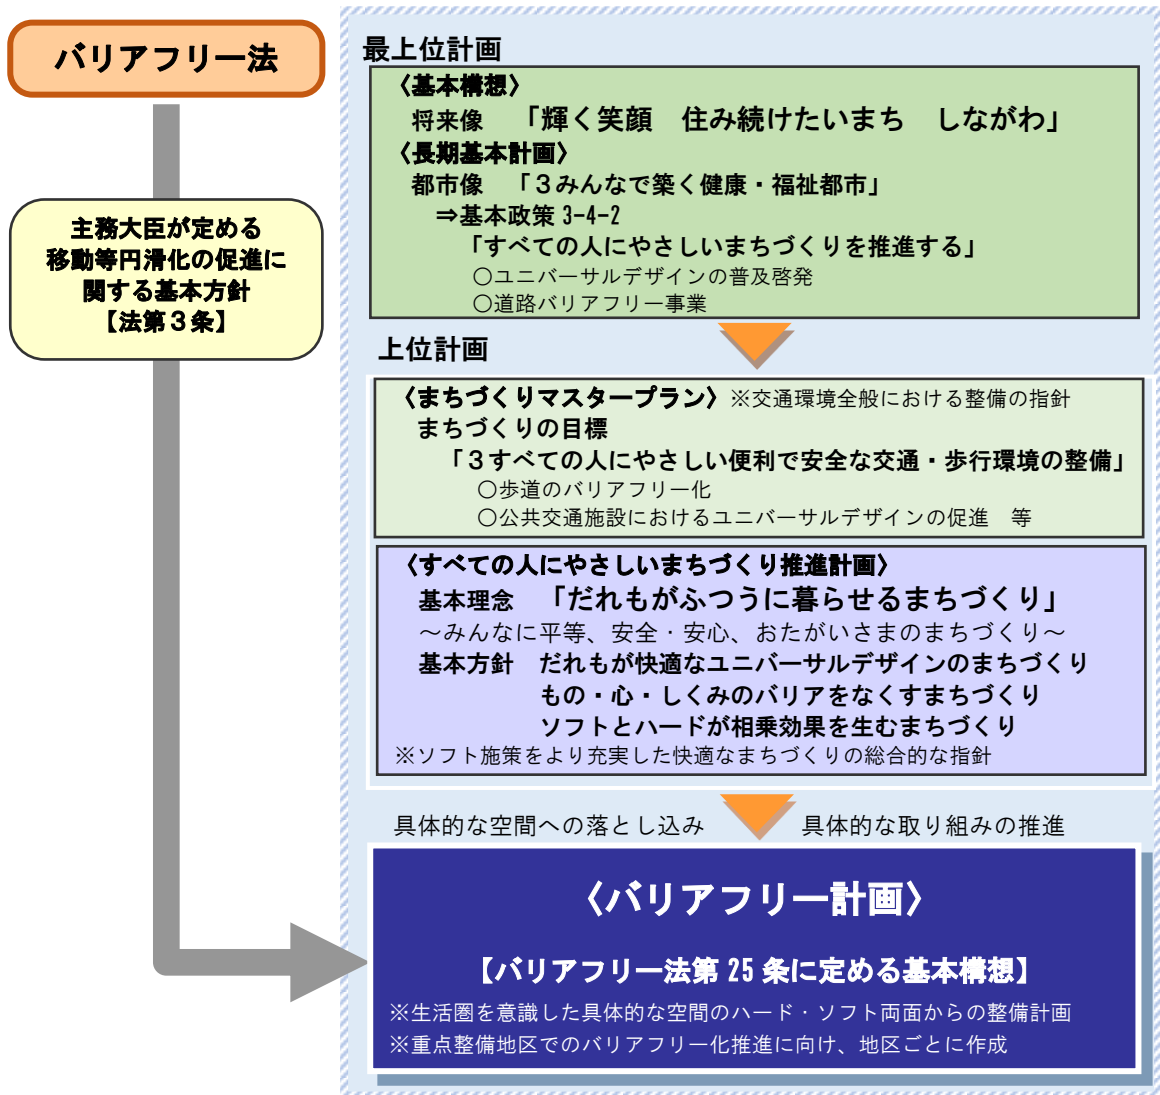 バリアフリー法
主務大臣が定める
移動等円滑化の促進に
関する基本方針
【法第３条】
最上位計画
〈基本構想〉
将来像　「輝く笑顔　住み続けたいまち　しながわ」
〈長期基本計画〉
都市像　「３みんなで築く健康・福祉都市」
⇒基本政策 3-4-2
「すべての人にやさしいまちづくりを推進する」
○ユニバーサルデザインの普及啓発
○道路バリアフリー事業
上位計画
〈まちづくりマスタープラン〉※交通環境全般における整備の指針
まちづくりの目標
「３すべての人にやさしい便利で安全な交通・歩行環境の整備」
○歩道のバリアフリー化
○公共交通施設におけるユニバーサルデザインの促進　等
〈すべての人にやさしいまちづくり推進計画〉
基本理念　「だれもがふつうに暮らせるまちづくり」
～みんなに平等、安全・安心、おたがいさまのまちづくり～
基本方針　だれもが快適なユニバーサルデザインのまちづくり
もの・心・しくみのバリアをなくすまちづくり
ソフトとハードが相乗効果を生むまちづくり
※ソフト施策をより充実した快適なまちづくりの総合的な指針
具体的な空間への落とし込み　具体的な取り組みの推進
〈バリアフリー計画〉
【バリアフリー法第 25 条に定める基本構想】
※生活圏を意識した具体的な空間のハード・ソフト両面からの整備計画
※重点整備地区でのバリアフリー化推進に向け、地区ごとに作成